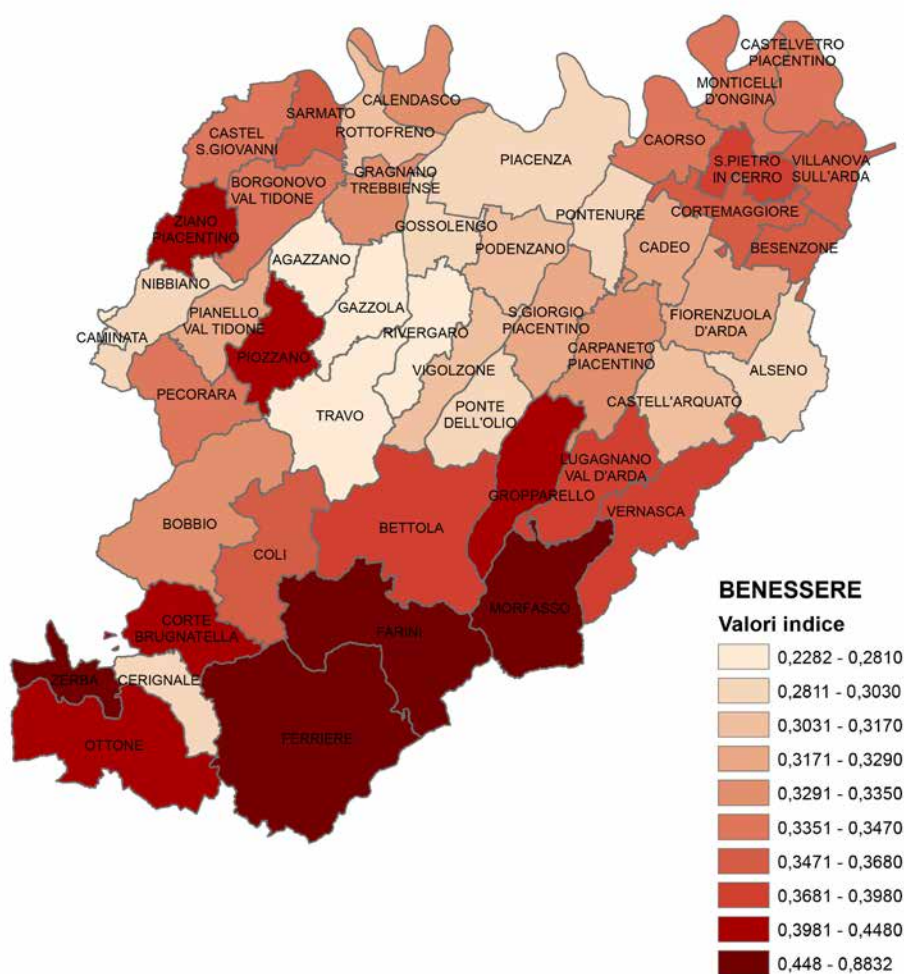 CASTELVETRO
PIACENTINO
MONTICELLI
D'ONGINA
CALENDASCO
SARMATO
ROTTOFRENO
CASTEL
S.GIOVANNI
CAORSO
PIACENZA
S.PIETRO
IN CERRO
VILLANOVA
SULL'ARDA
GRAGNANO
TREBBIENSE
BORGONOVO
VAL TIDONE
ZIANO
PIACENTINO
PONTENURE
CORTEMAGGIORE
GOSSOLENGO
PODENZANO
CADEO
BESENZONE
AGAZZANO
NIBBIANO
GAZZOLA
PIANELLO
VAL TIDONE
S.GIORGIO
PIACENTINO
FIORENZUOLA
D'ARDA
CAMINATA
RIVERGARO
PIOZZANO
CARPANETO
PIACENTINO
VIGOLZONE
ALSENO
PECORARA
CASTELL'ARQUATO
TRAVO
PONTE
DELL'OLIO
LUGAGNANO
VAL D'ARDA
GROPPARELLO
VERNASCA
BOBBIO
BETTOLA
COLI
MORFASSO
CORTE
BRUGNATELLA
FARINI
ZERBA
CERIGNALE
FERRIERE
OTTONE
BENESSERE
Valori indice
0,2282 - 0,2810
0,2811 - 0,3030
0,3031 - 0,3170
0,3171 - 0,3290
0,3291 - 0,3350
0,3351 - 0,3470
0,3471 - 0,3680
0,3681 - 0,3980
0,3981 - 0,4480
0,448 - 0,8832